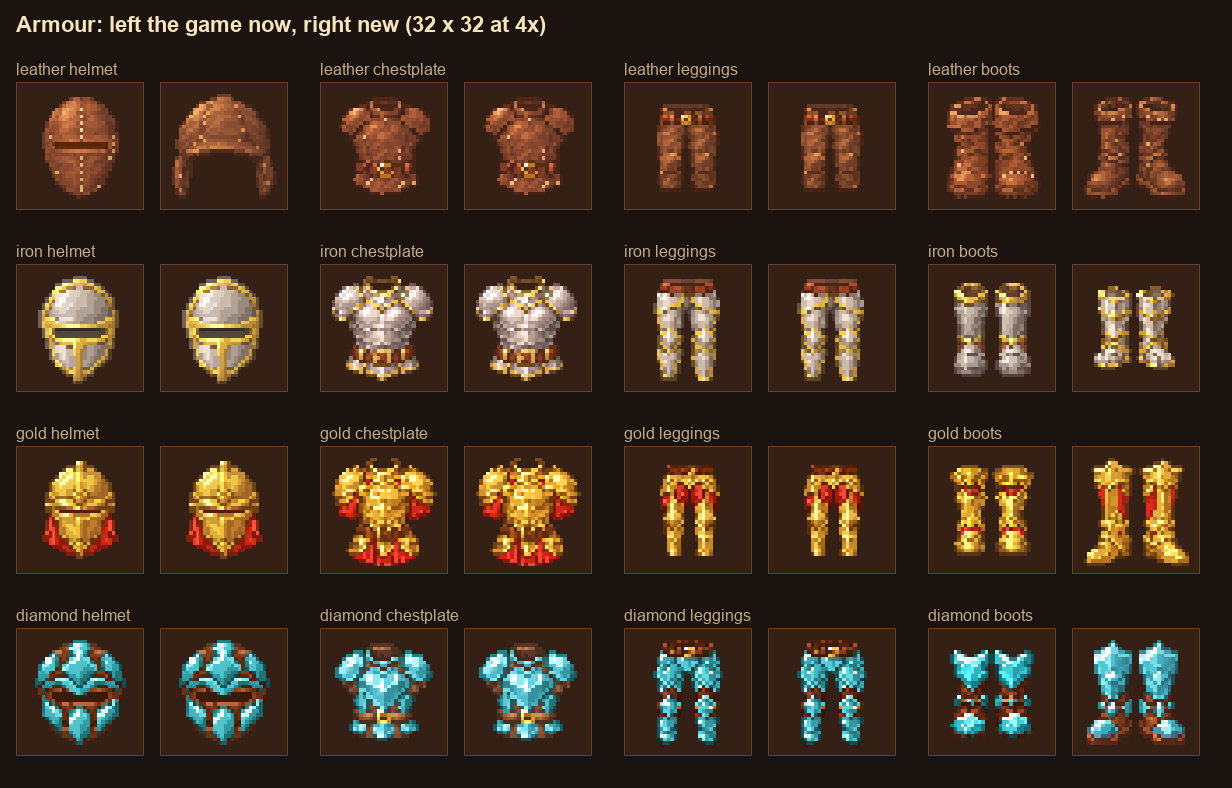 Armour: left the game now, right new (32 x 32 at 4x)
leather helmet
leather chestplate
leather leggings
leather boots
iron helmet
iron chestplate
iron leggings
iron boots
gold helmet
gold chestplate
gold leggings
gold boots
diamond helmet
diamond chestplate
diamond leggings
diamond boots